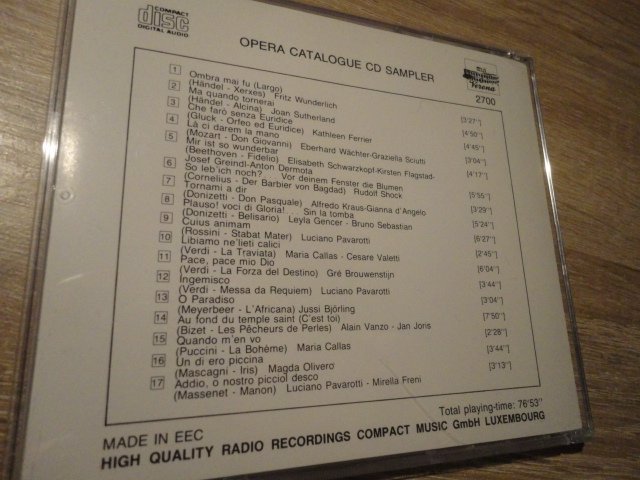 COMPACT
disc
DIGITAL AUDIO
OPERA CATALOGUE CD SAMPLER
Verona
2700
1 Ombra mai fu (Largo)
(Händel - Xerxes) Fritz Wunderlich [3'27'']
2 Ma quando tornerai
(Händel - Alcina) Joan Sutherland [4'50'']
3 Che farò senza Euridice
(Gluck - Orfeo ed Euridice) Kathleen Ferrier [4'45'']
4 Là ci darem la mano
(Mozart - Don Giovanni) Eberhard Wächter-Graziella Sciutti [3'04'']
5 Mir ist so wunderbar
(Beethoven - Fidelio) Elisabeth Schwarzkopf-Kirsten Flagstad- [4'17'']
Josef Greindl-Anton Dermota
6 So leb'ich noch? Vor deinem Fenster die Blumen
(Cornelius - Der Barbier von Bagdad) Rudolf Shock [5'55'']
7 Tornami a dir
(Donizetti - Don Pasquale) Alfredo Kraus-Gianna d'Angelo [3'29'']
8 Plauso! voci di Gloria! ... Sin la tomba
(Donizetti - Belisario) Leyla Gencer - Bruno Sebastian [5'24'']
9 Cuius animam
(Rossini - Stabat Mater) Luciano Pavarotti [6'27'']
10 Libiamo ne'lieti calici
(Verdi - La Traviata) Maria Callas - Cesare Valetti [2'45'']
11 Pace, pace mio Dio
(Verdi - La Forza del Destino) Gré Brouwenstijn [6'04'']
12 Ingemisco
(Verdi - Messa da Requiem) Luciano Pavarotti [3'44'']
13 O Paradiso
(Meyerbeer - L'Africana) Jussi Björling [3'04'']
14 Au fond du temple saint (C'est toi)
(Bizet - Les Pêcheurs de Perles) Alain Vanzo - Jan Joris [7'50'']
15 Quando m'en vo
(Puccini - La Bohéme) Maria Callas [2'28'']
16 Un di ero piccina
(Mascagni - Iris) Magda Olivero [3'44'']
17 Addio, o nostro picciol desco
(Massenet - Manon) Luciano Pavarotti - Mirella Freni [3'13'']
Total playing-time: 76'53''
MADE IN EEC
HIGH QUALITY RADIO RECORDINGS COMPACT MUSIC GmbH LUXEMBOURG